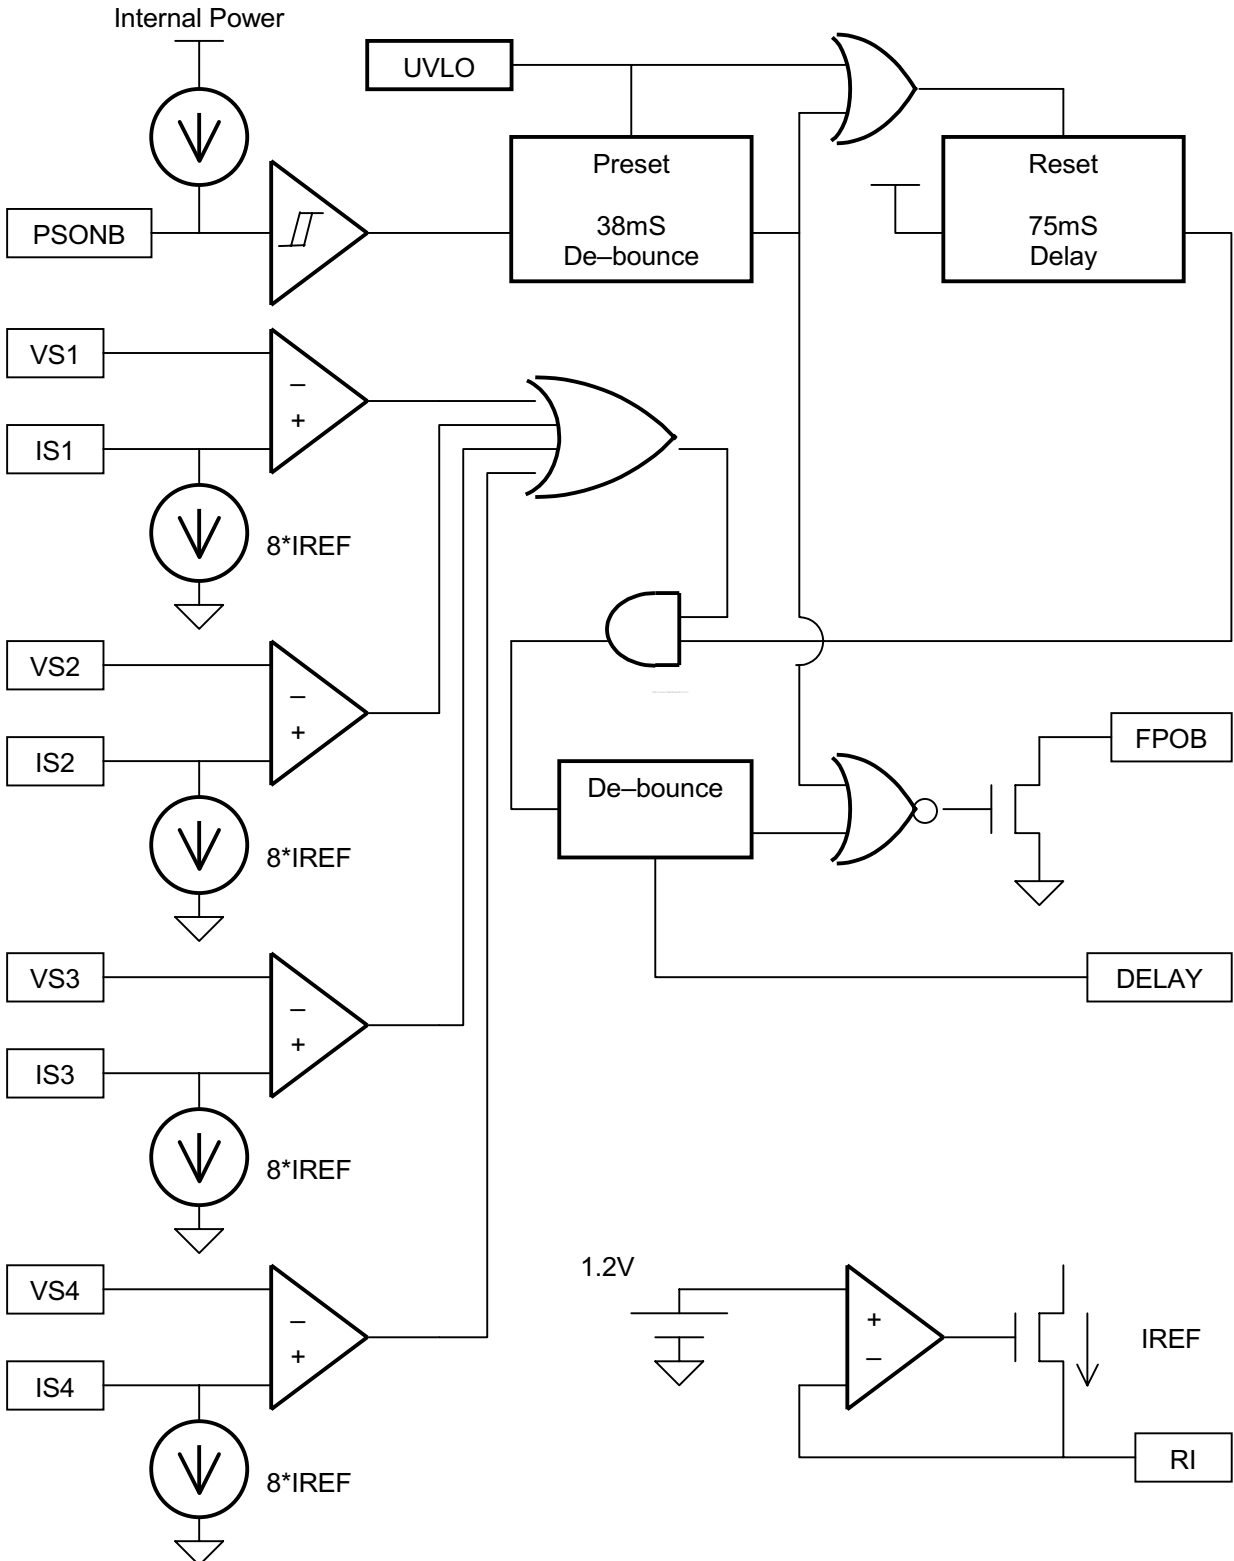 Internal Power
UVLO
Preset
Reset
PSONB
38mS
De–bounce
75mS
Delay
VS1
–
+
IS1
8*IREF
VS2
–
+
IS2
8*IREF
FPOB
De–bounce
VS3
–
+
IS3
8*IREF
DELAY
VS4
–
+
IS4
8*IREF
1.2V
+
–
IREF
RI